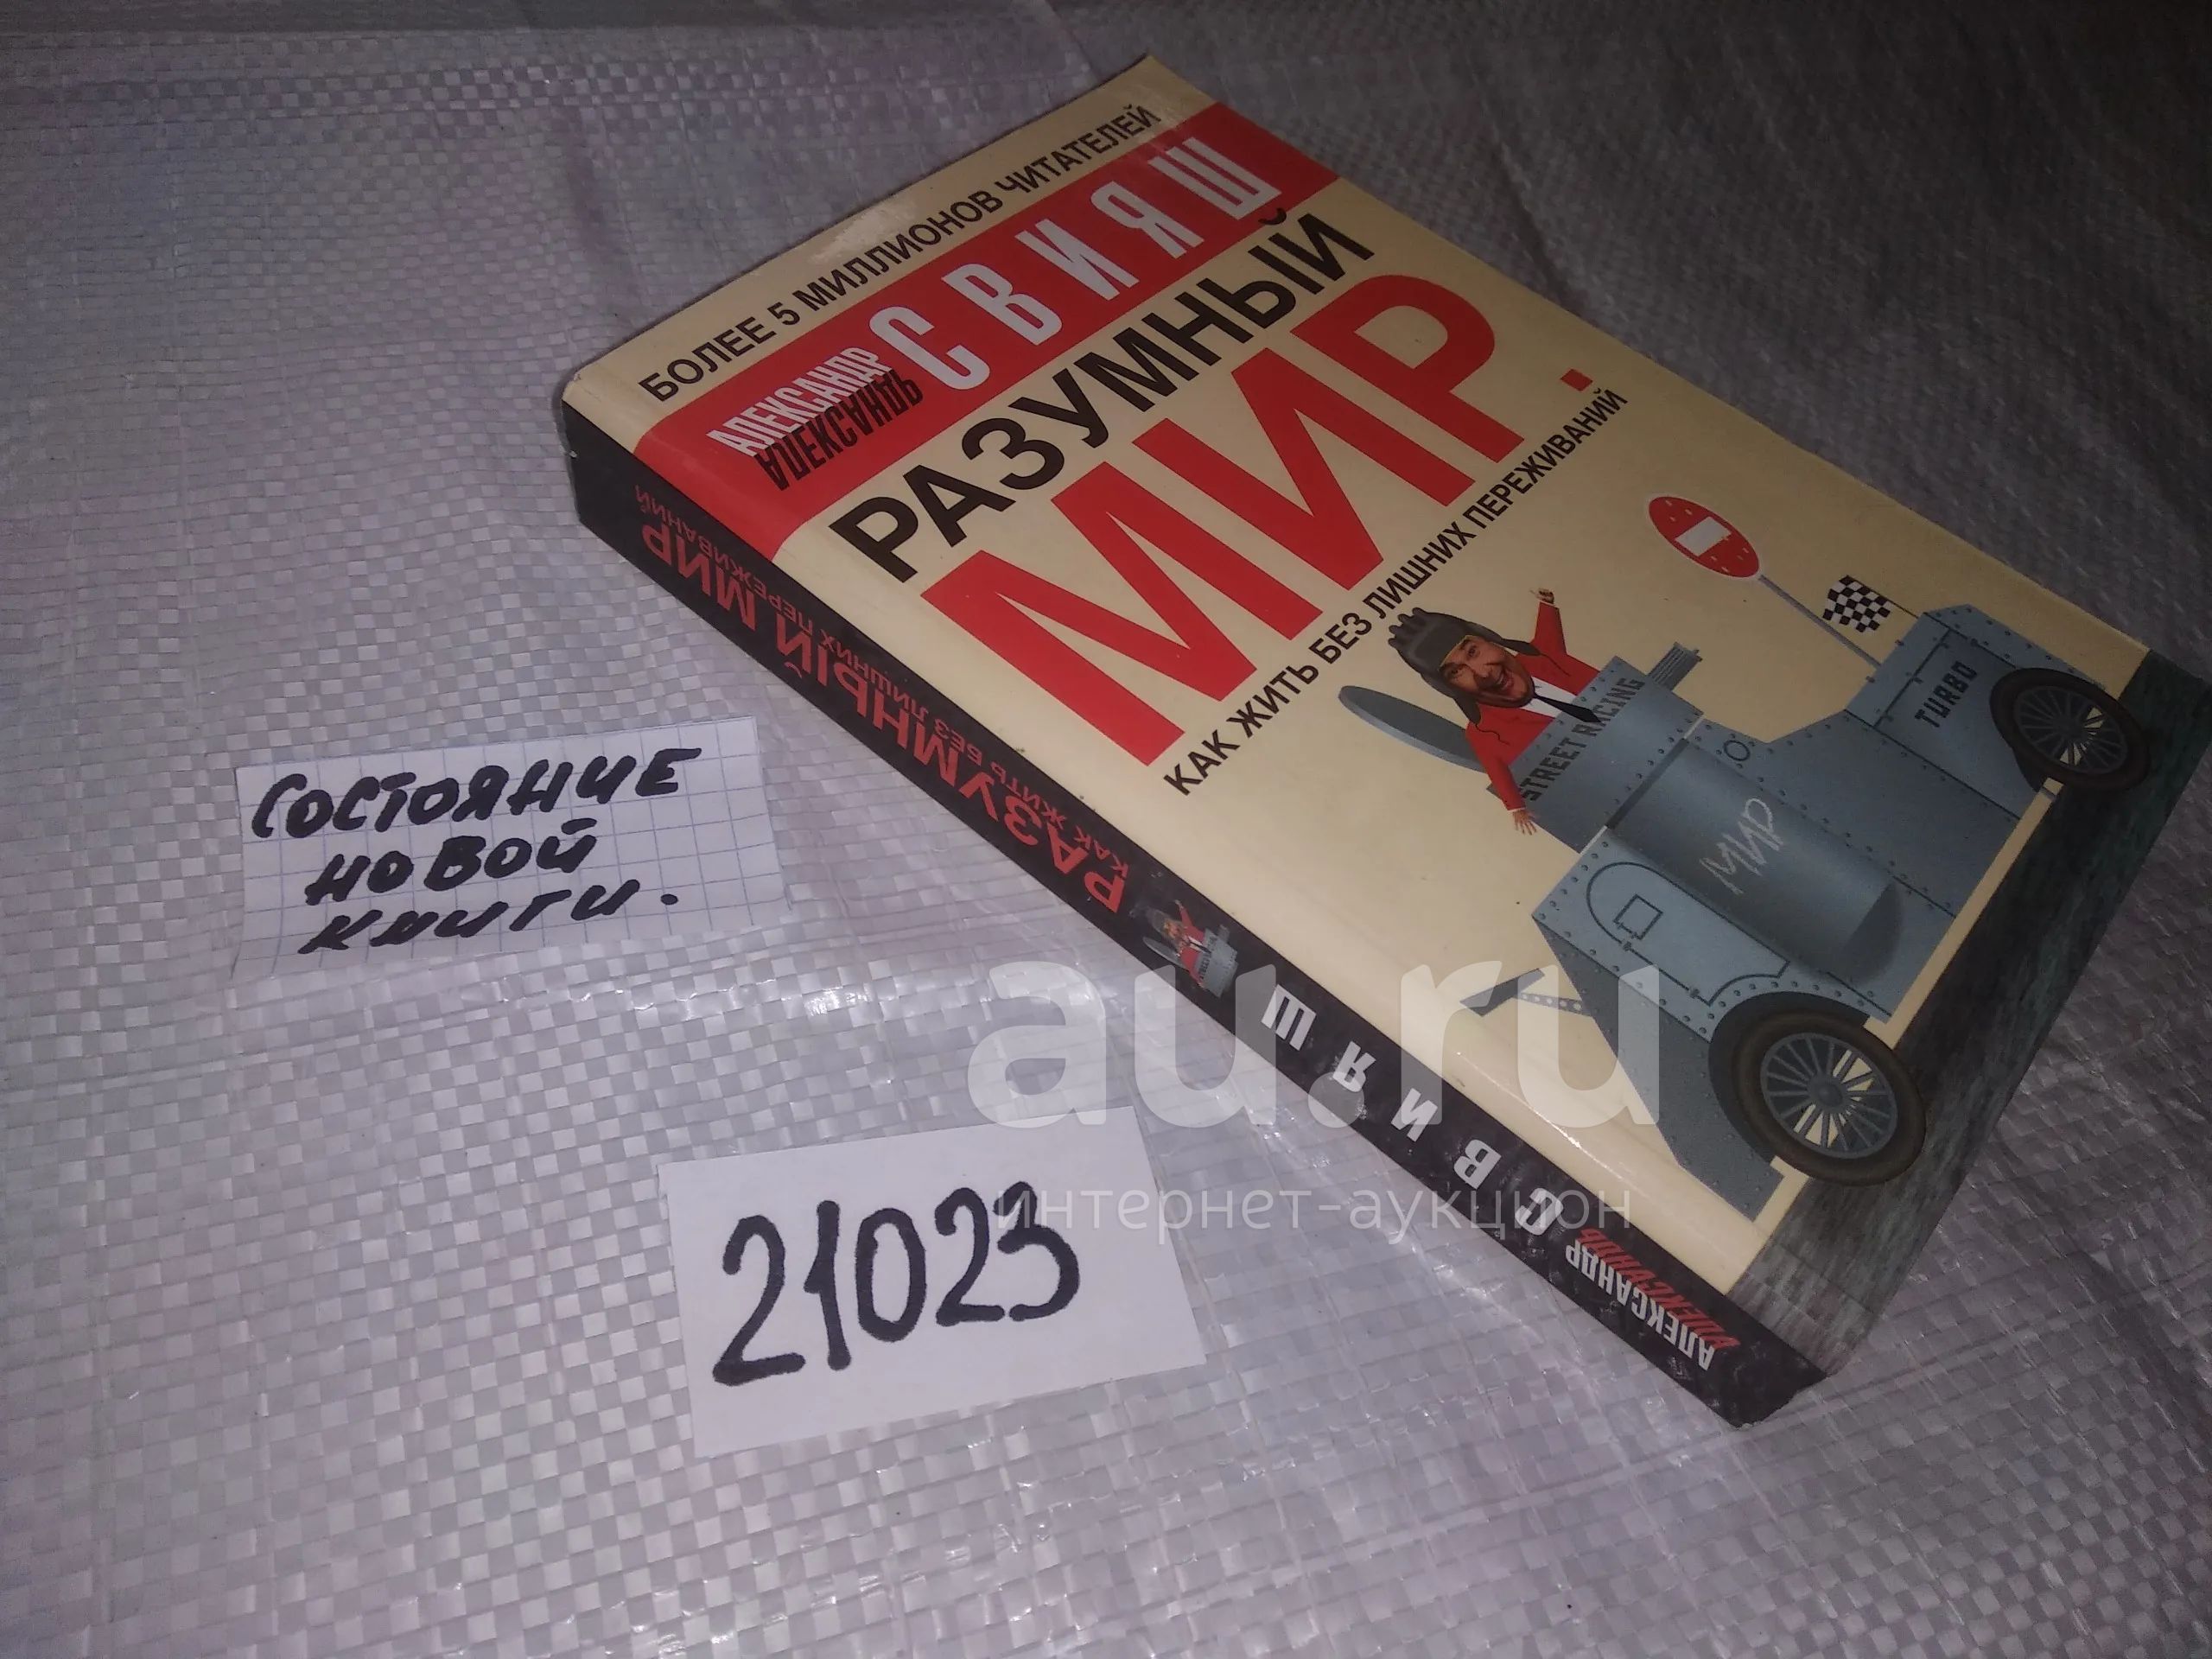 БОЛЕЕ 5 МИЛЛИОНОВ ЧИТАТЕЛЕЙ
АЛЕКСАНДР
АЛЕКСАНДР
СВИЯШ
РАЗУМНЫЙ
МИР.
КАК ЖИТЬ БЕЗ ЛИШНИХ ПЕРЕЖИВАНИЙ
STREET RACING
TURBO
МИР
АЛЕКСАНДР
СВИЯШ
РАЗУМНЫЙ МИР
КАК ЖИТЬ БЕЗ ЛИШНИХ ПЕРЕЖИВАНИЙ
СОСТОЯНИЕ
НОВОЙ
КНИГИ.
21023
au.ru
интернет-аукцион